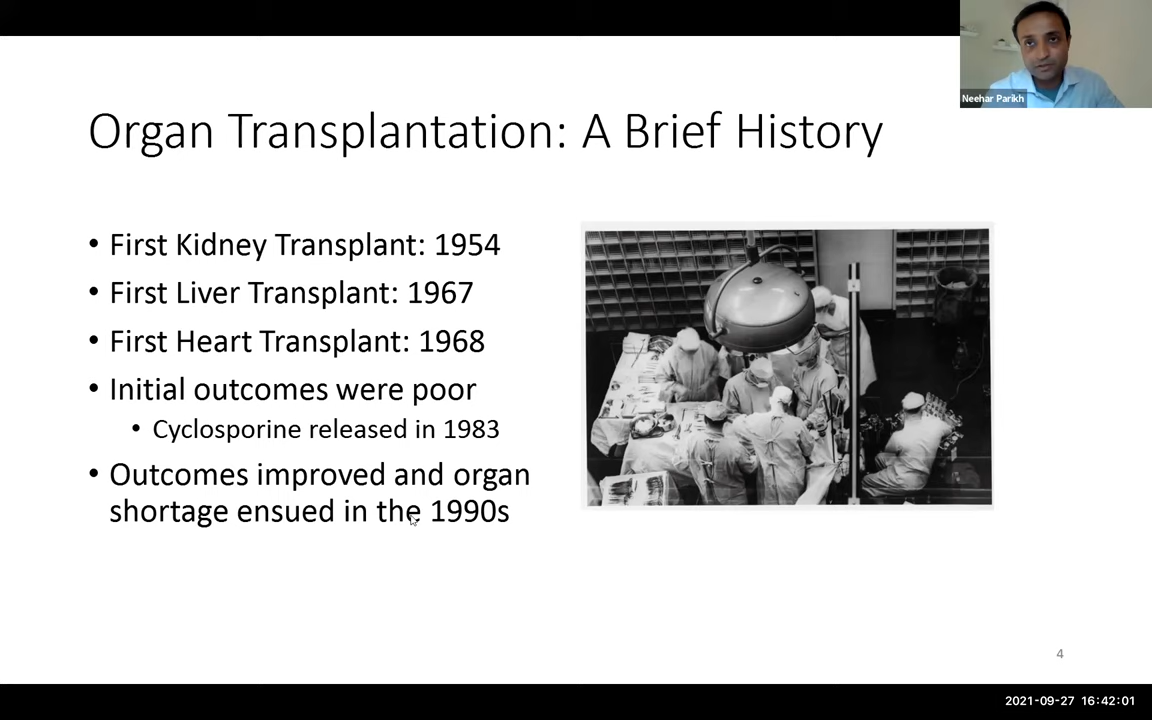 Neehar Parikh
Organ Transplantation: A Brief History
• First Kidney Transplant: 1954
• First Liver Transplant: 1967
• First Heart Transplant: 1968
• Initial outcomes were poor
• Cyclosporine released in 1983
• Outcomes improved and organ
shortage ensued in the 1990s
4
2021-09-27 16:42:01